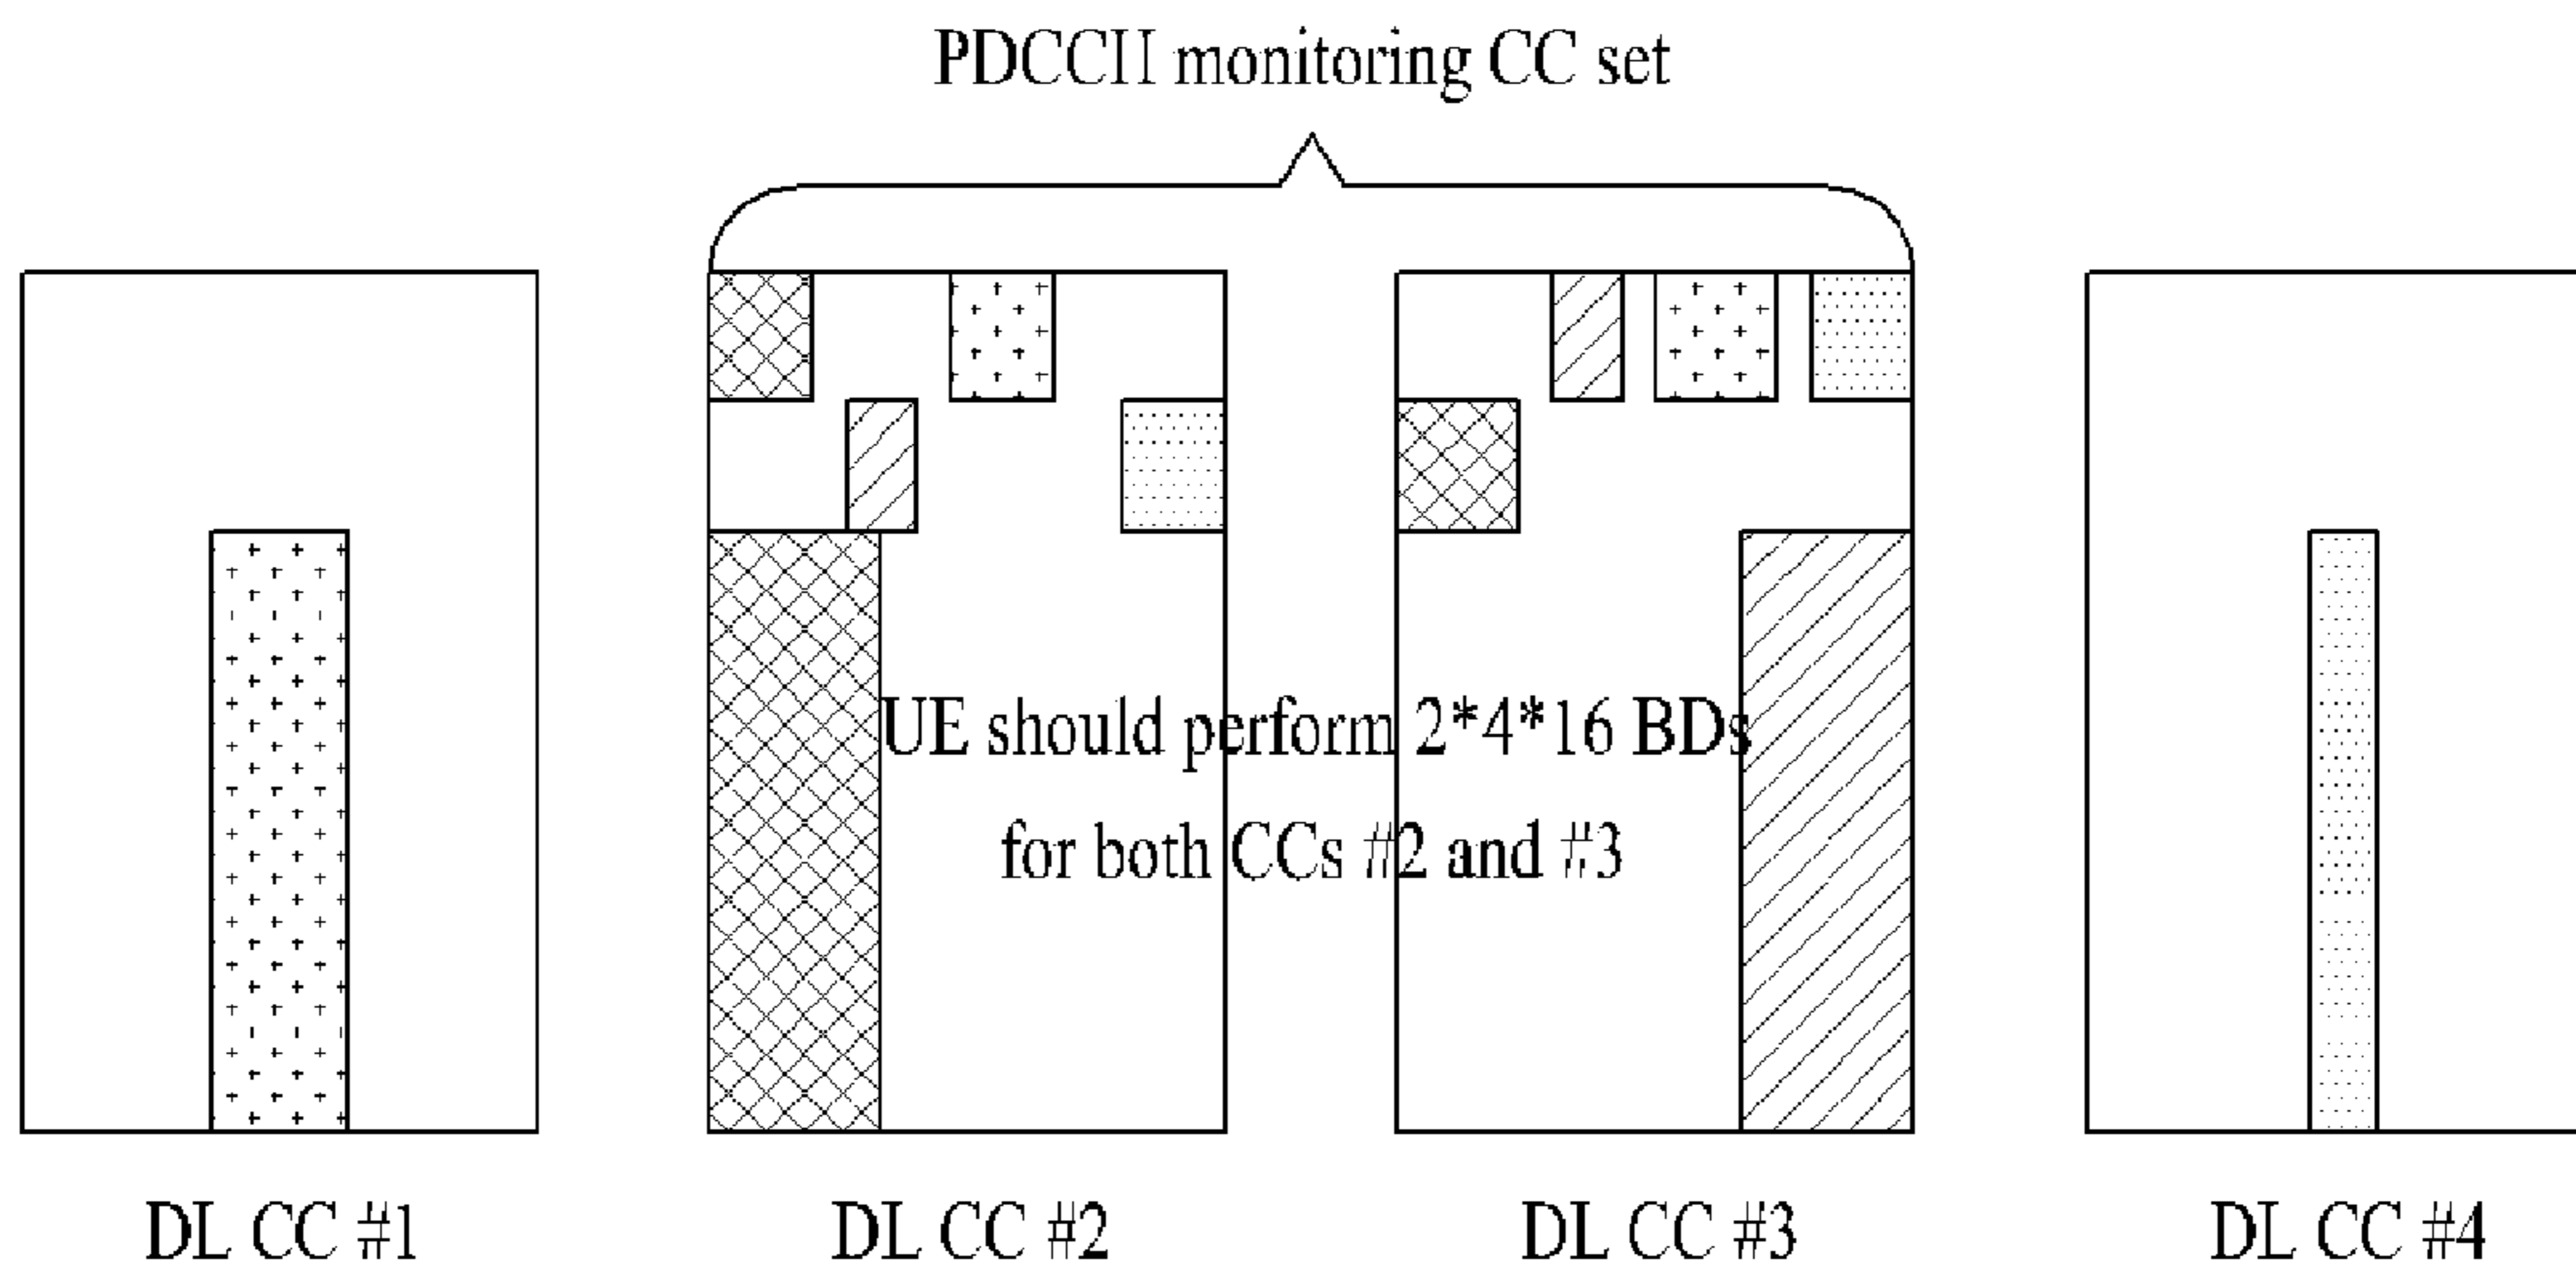 PDCCH monitoring CC set
UE should perform 2*4*16 BDs
for both CCs #2 and #3
DL CC #1
DL CC #2
DL CC #3
DL CC #4